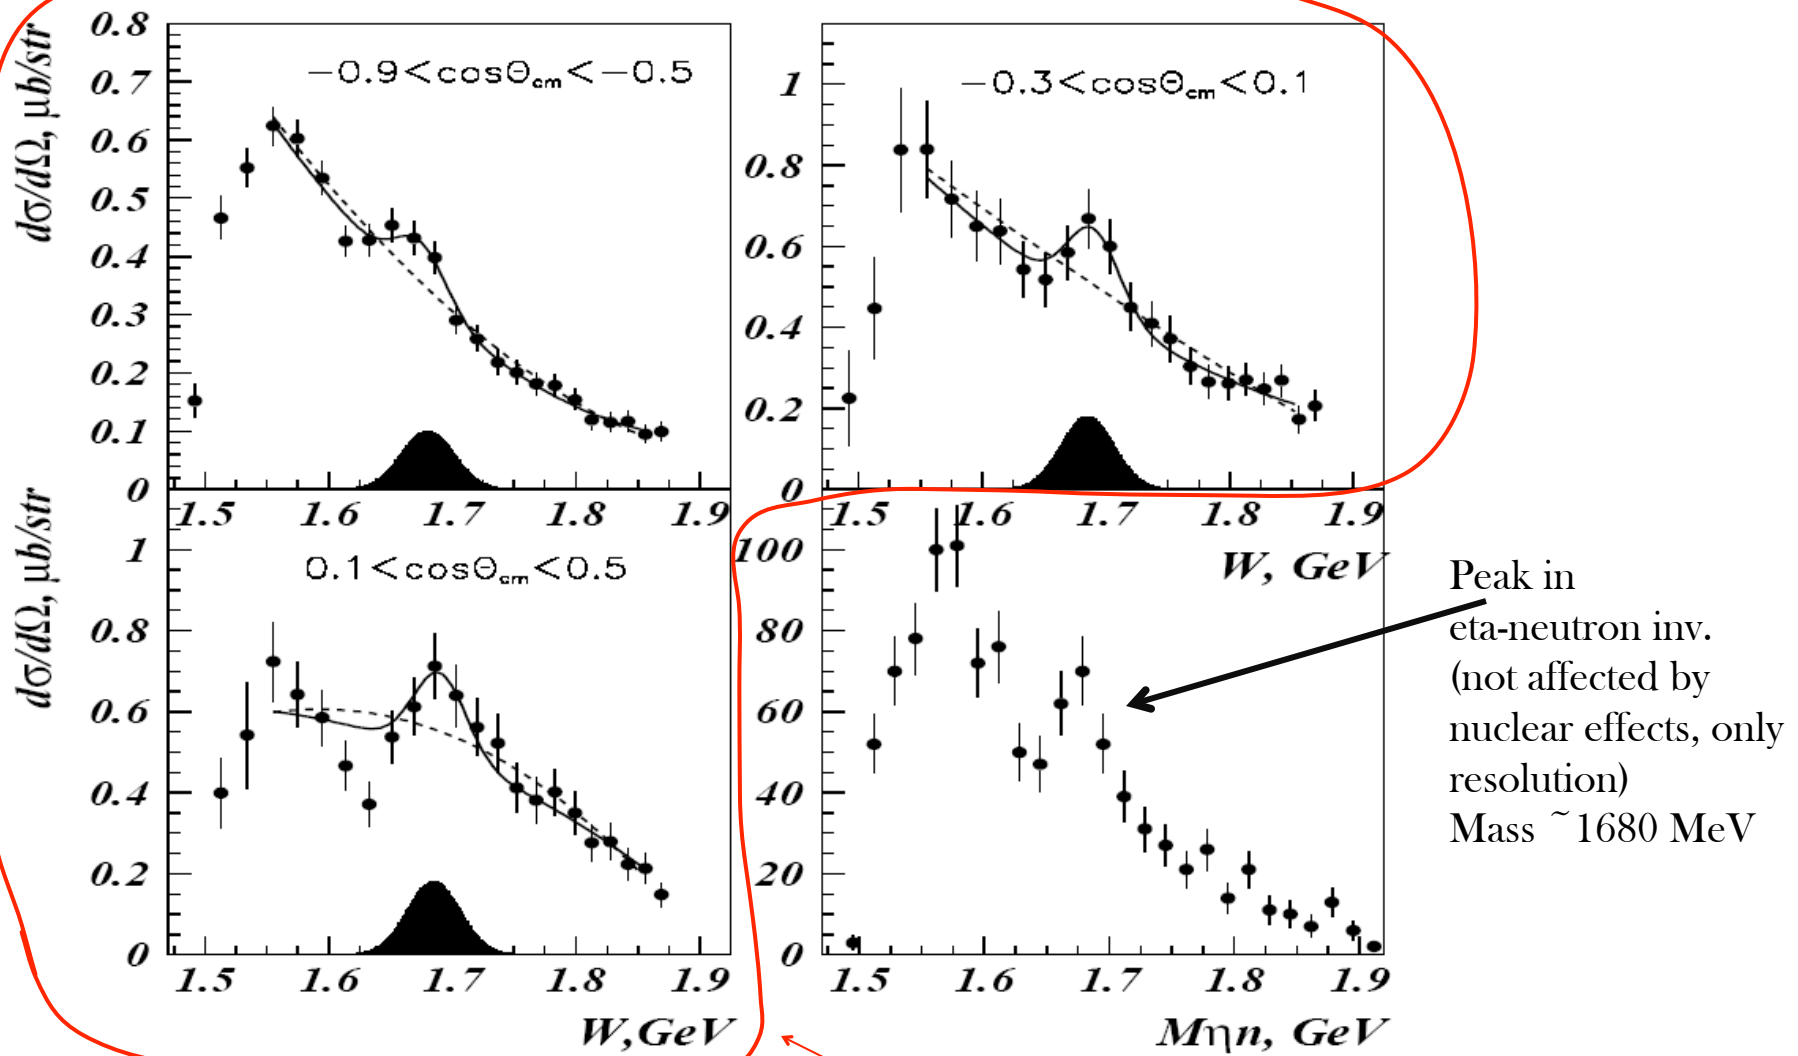 0.8
0.7
0.6
0.5
0.4
0.3
0.2
0.1
0
dσ/dΩ, μb/str
−0.9<cosΘcm<−0.5
1.5 1.6 1.7 1.8 1.9
1
0.8
0.6
0.4
0.2
0
−0.3<cosΘcm<0.1
1.5 1.6 1.7 1.8 1.9
W, GeV
1
0.8
0.6
0.4
0.2
0
dσ/dΩ, μb/str
0.1<cosΘcm<0.5
1.5 1.6 1.7 1.8 1.9
W,GeV
100
80
60
40
20
0
1.5 1.6 1.7 1.8 1.9
Mηn, GeV
Peak in
eta-neutron inv.
(not affected by
nuclear effects, only
resolution)
Mass ~1680 MeV